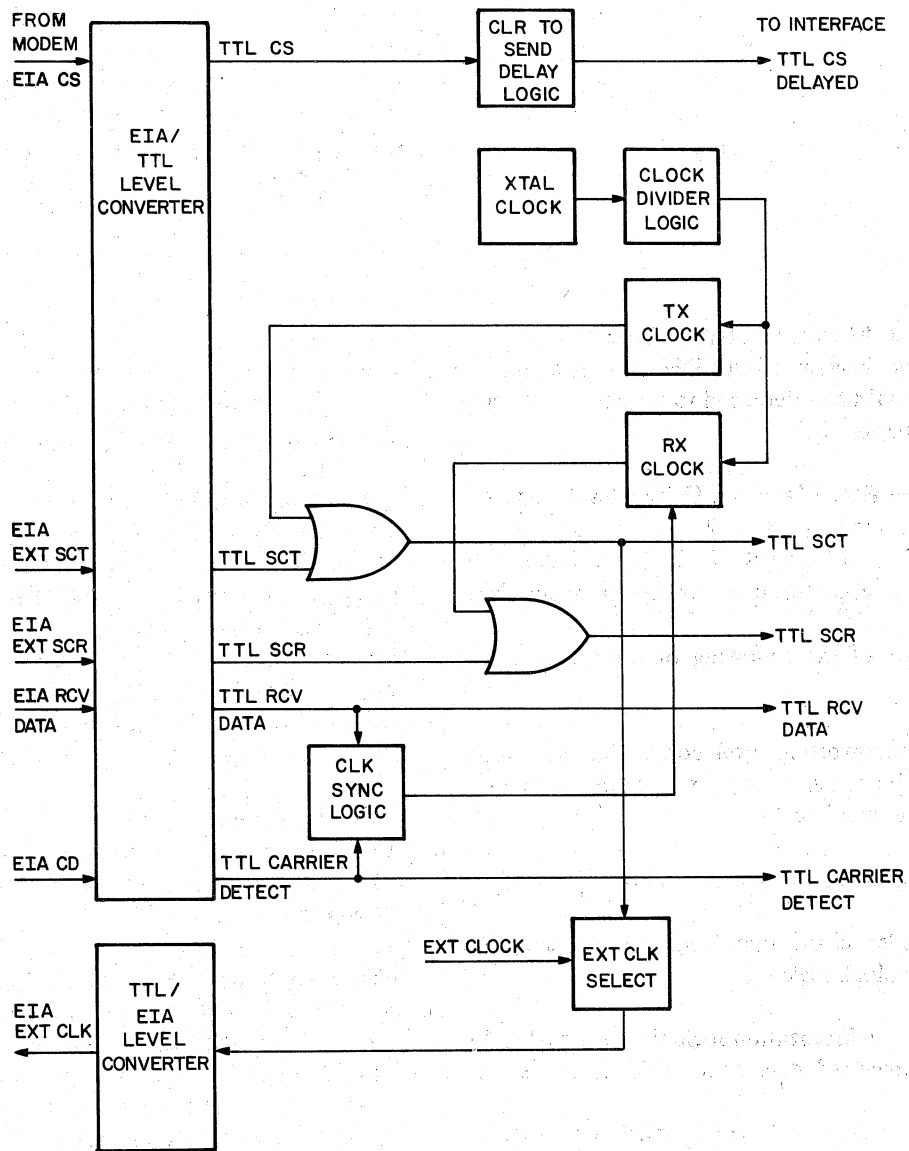 FROM
MODEM
EIA CS
TTL CS
CLR TO
SEND
DELAY
LOGIC
TO INTERFACE
TTL CS
DELAYED
EIA/
TTL
LEVEL
CONVERTER
XTAL
CLOCK
CLOCK
DIVIDER
LOGIC
TX
CLOCK
RX
CLOCK
EIA
EXT SCT
TTL SCT
TTL SCT
EIA
EXT SCR
TTL SCR
TTL SCR
EIA RCV
DATA
TTL RCV
DATA
TTL RCV
DATA
CLK
SYNC
LOGIC
EIA CD
TTL CARRIER
DETECT
TTL CARRIER
DETECT
EXT CLOCK
EXT CLK
SELECT
EIA
EXT CLK
TTL/
EIA
LEVEL
CONVERTER